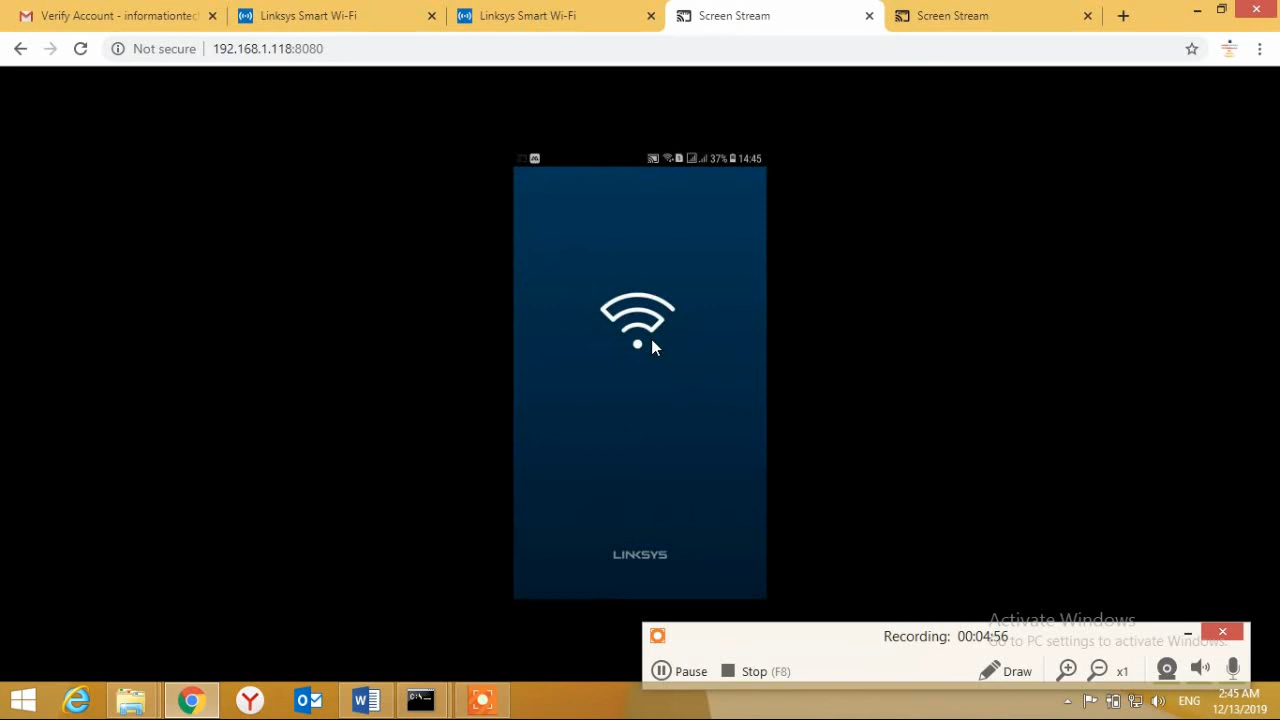 Verify Account - informationtec
Linksys Smart Wi-Fi
Linksys Smart Wi-Fi
Screen Stream
Screen Stream
Not secure
192.168.1.118:8080
37% 14:45
LINKSYS
Activate Windows
Go to PC settings to activate Windows.
Recording: 00:04:56
Pause
Stop (F8)
Draw
x1
ENG
2:45 AM
12/13/2019